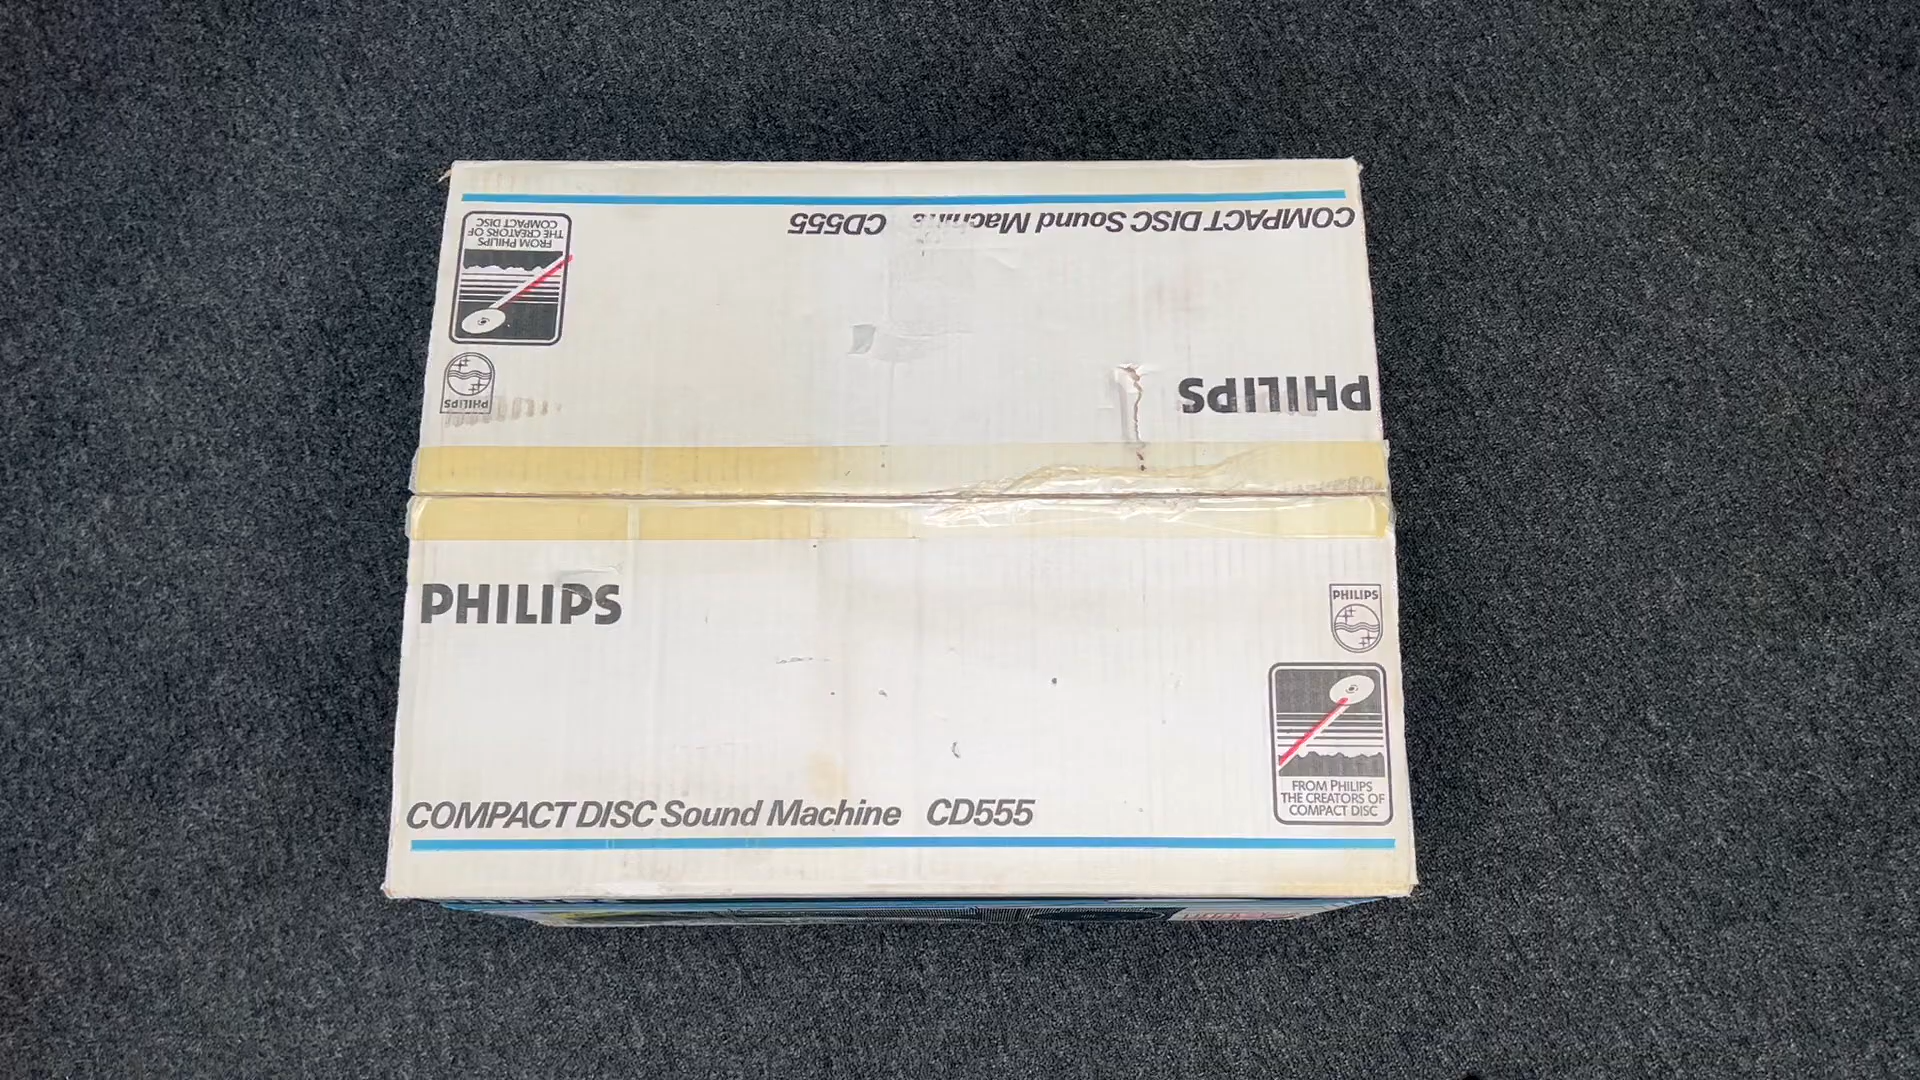 COMPACT DISC Sound Machine CD555
FROM PHILIPS
THE CREATORS OF
COMPACT DISC
PHILIPS
PHILIPS
PHILIPS
PHILIPS
FROM PHILIPS
THE CREATORS OF
COMPACT DISC
COMPACT DISC Sound Machine CD555